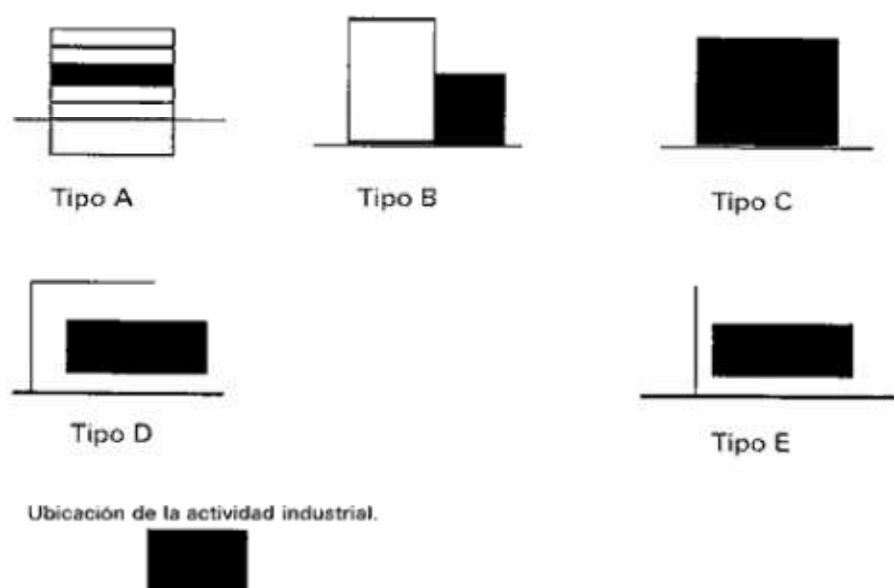 Tipo A
Tipo B
Tipo C
Tipo D
Tipo E
Ubicación de la actividad industrial.